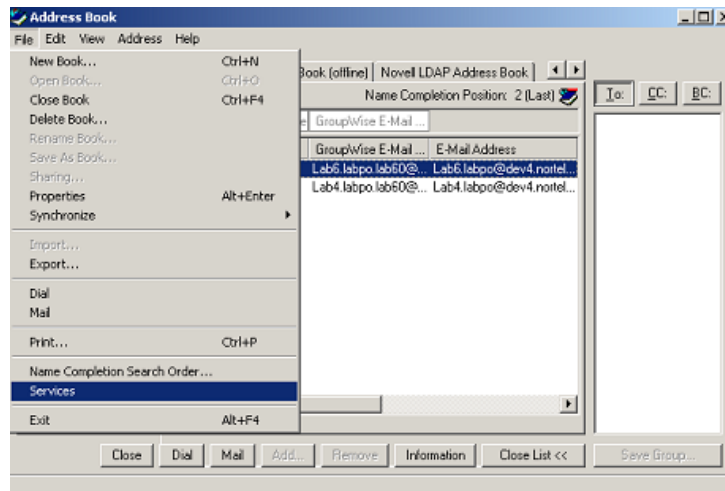 Address Book
File Edit View Address Help
New Book... Ctrl+N
Open Book... Ctrl+O
Close Book Ctrl+F4
Delete Book...
Rename Book...
Save As Book...
Sharing...
Properties Alt+Enter
Synchronize
Import...
Export...
Dial
Mail
Print... Ctrl+P
Name Completion Search Order...
Services
Exit Alt+F4
Book (offline) Novell LDAP Address Book
Name Completion Position: 2 (Last)
GroupWise E-Mail ...
GroupWise E-Mail ... E-Mail Address
Lab6.labpo.lab60@... Lab6.labpo@dev4.nortel...
Lab4.labpo.lab60@... Lab4.labpo@dev4.nortel...
To: CC: BC:
Close Dial Mail Add... Remove Information Close List << Save Group...